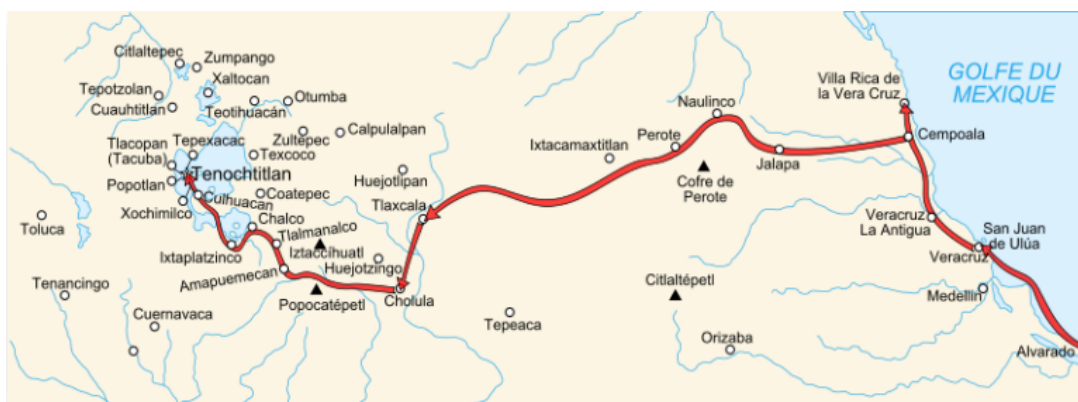 Citlaltepec
Zumpango
Xaltocan
Tepotzolan
Cuauhtitlan
Teotihuacán
Otumba
Tlacopan
(Tacuba)
Tepexacac
Zultepec
Calpulalpan
Texcoco
Tenochtitlan
Popotlan
Culhuacan
Coatepec
Xochimilco
Chalco
Toluca
Ixtaplatzinco
Tlalmanalco
Iztaccíhuatl
Huejotzingo
Huejotlipan
Tlaxcala
Amapuemecan
Popocatépetl
Cholula
Tenancingo
Cuernavaca
Tepeaca
Ixtacamaxtitlan
Perote
Naulinco
Cofre de
Perote
Jalapa
Villa Rica de
la Vera Cruz
GOLFE DU
MEXIQUE
Cempoala
Veracruz
La Antigua
San Juan
de Ulúa
Veracruz
Medellin
Citlaltépetl
Orizaba
Alvarado